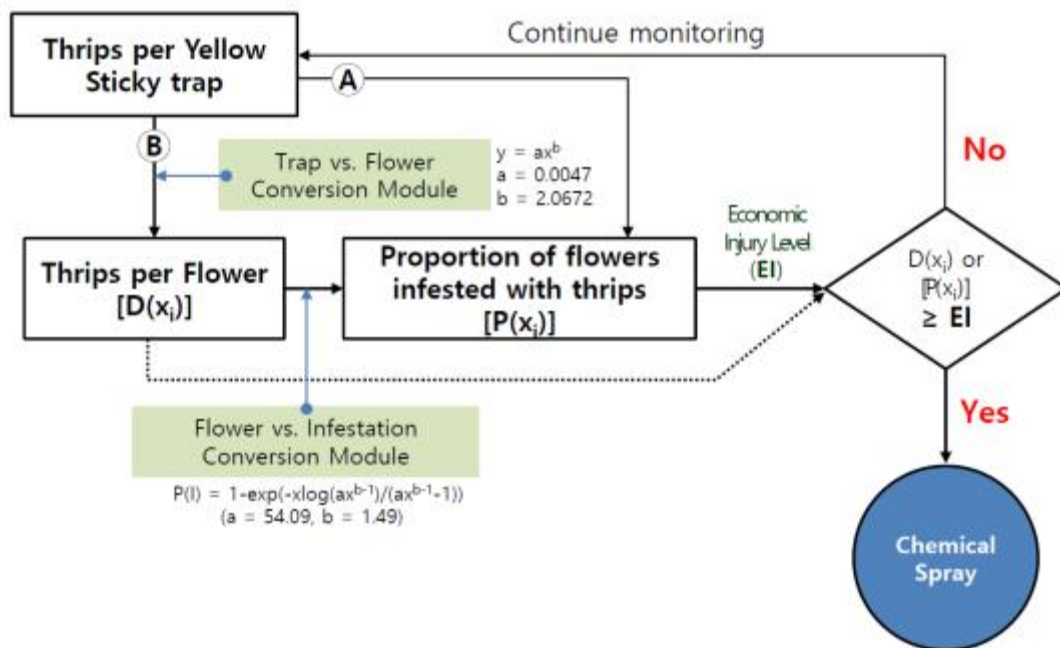 Thrips per Yellow
Sticky trap
Continue monitoring
A
B
Trap vs. Flower
Conversion Module
y = ax^b
a = 0.0047
b = 2.0672
No
Thrips per Flower
[D(xᵢ)]
Proportion of flowers
infested with thrips
[P(xᵢ)]
Economic
Injury Level
(EI)
D(xᵢ) or
[P(xᵢ)]
≥ EI
Yes
Flower vs. Infestation
Conversion Module
P(I) = 1-exp(-xlog(ax^b-1)/(ax^b-1-1))
(a = 54.09, b = 1.49)
Chemical
Spray